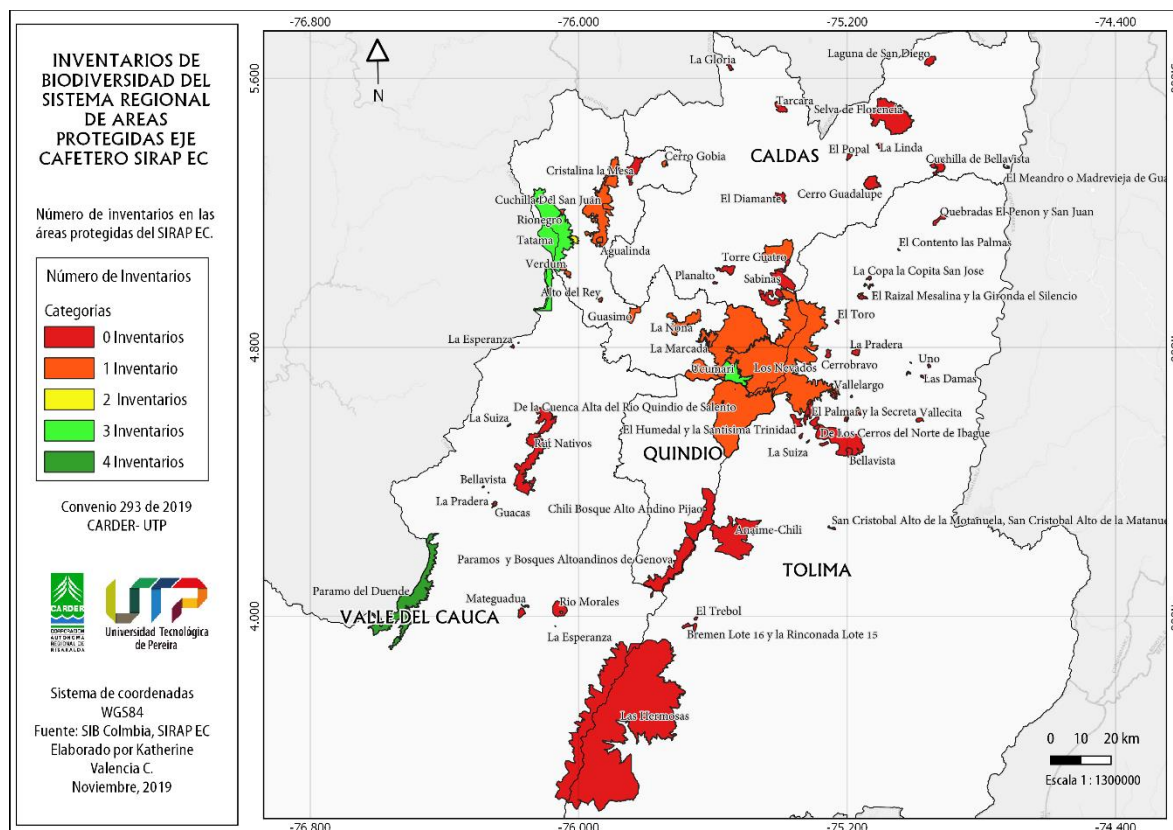 INVENTARIOS DE
BIODIVERSIDAD DEL
SISTEMA REGIONAL
DE AREAS
PROTEGIDAS EJE
CAFETERO SIRAP EC
Número de inventarios en las
áreas protegidas del SIRAP EC.
Número de Inventarios
Categorias
0 Inventarios
1 Inventario
2 Inventarios
3 Inventarios
4 Inventarios
Convenio 293 de 2019
CARDER- UTP
CARDER
CORPORACIÓN
AUTÓNOMA
REGIONAL DE
RISARALDA
UTP
Universidad Tecnológica
de Pereira
Sistema de coordenadas
WGS84
Fuente: SIB Colmbia, SIRAP EC
Elaborado por Katherine
Valencia C.
Noviembre, 2019
-76.800
-76.000
-75.200
-74.400
N
5.600
La Gloria
Laguna de San Diego
Tarcara
Selva de Florencia
El Popal
La Linda
CALDAS
Cristalina la Mesa
Cerro Gobia
Cuchilla de Bellavista
El Meandro o Madrevieja de Gua
Cuchilla Del San Juán
El Diamante
Cerro Guadalupe
Rionegro
Quebradas El Penon y San Juan
Tatama
Agualinda
El Contento las Palmas
Verdum
Torre Cuatro
Planalto
Sabinas
La Copa la Copita San Jose
Alto del Rey
El Raizal Mesalina y la Gironda el Silencio
Guasimo
La Nona
El Toro
4.800
La Esperanza
La Marcada
La Pradera
Ucumari
Los Nevados
Cerrobravo
Uno
Las Damas
Vallelargo
De la Cuenca Alta del Rio Quindio de Salento
El Palmar y la Secreta
Vallecita
La Suiza
El Humedal y la Santisima Trinidad
De Los Cerros del Norte de Ibague
Rut Nativos
QUINDIO
La Suiza
Bellavista
Bellavista
La Pradera
Guacas
Chili Bosque Alto Andino Pijao
Anaime-Chili
San Cristobal Alto de la Motañuela, San Cristobal Alto de la Matanue
Paramos y Bosques Altoandinos de Genova
TOLIMA
Paramo del Duende
Mateguadua
Rio Morales
VALLE DEL CAUCA
El Trebol
4.000
La Esperanza
Bremen Lote 16 y la Rinconada Lote 15
Las Hermosas
0 10 20 km
Escala 1 : 1300000
-76.800
-76.000
-75.200
-74.400